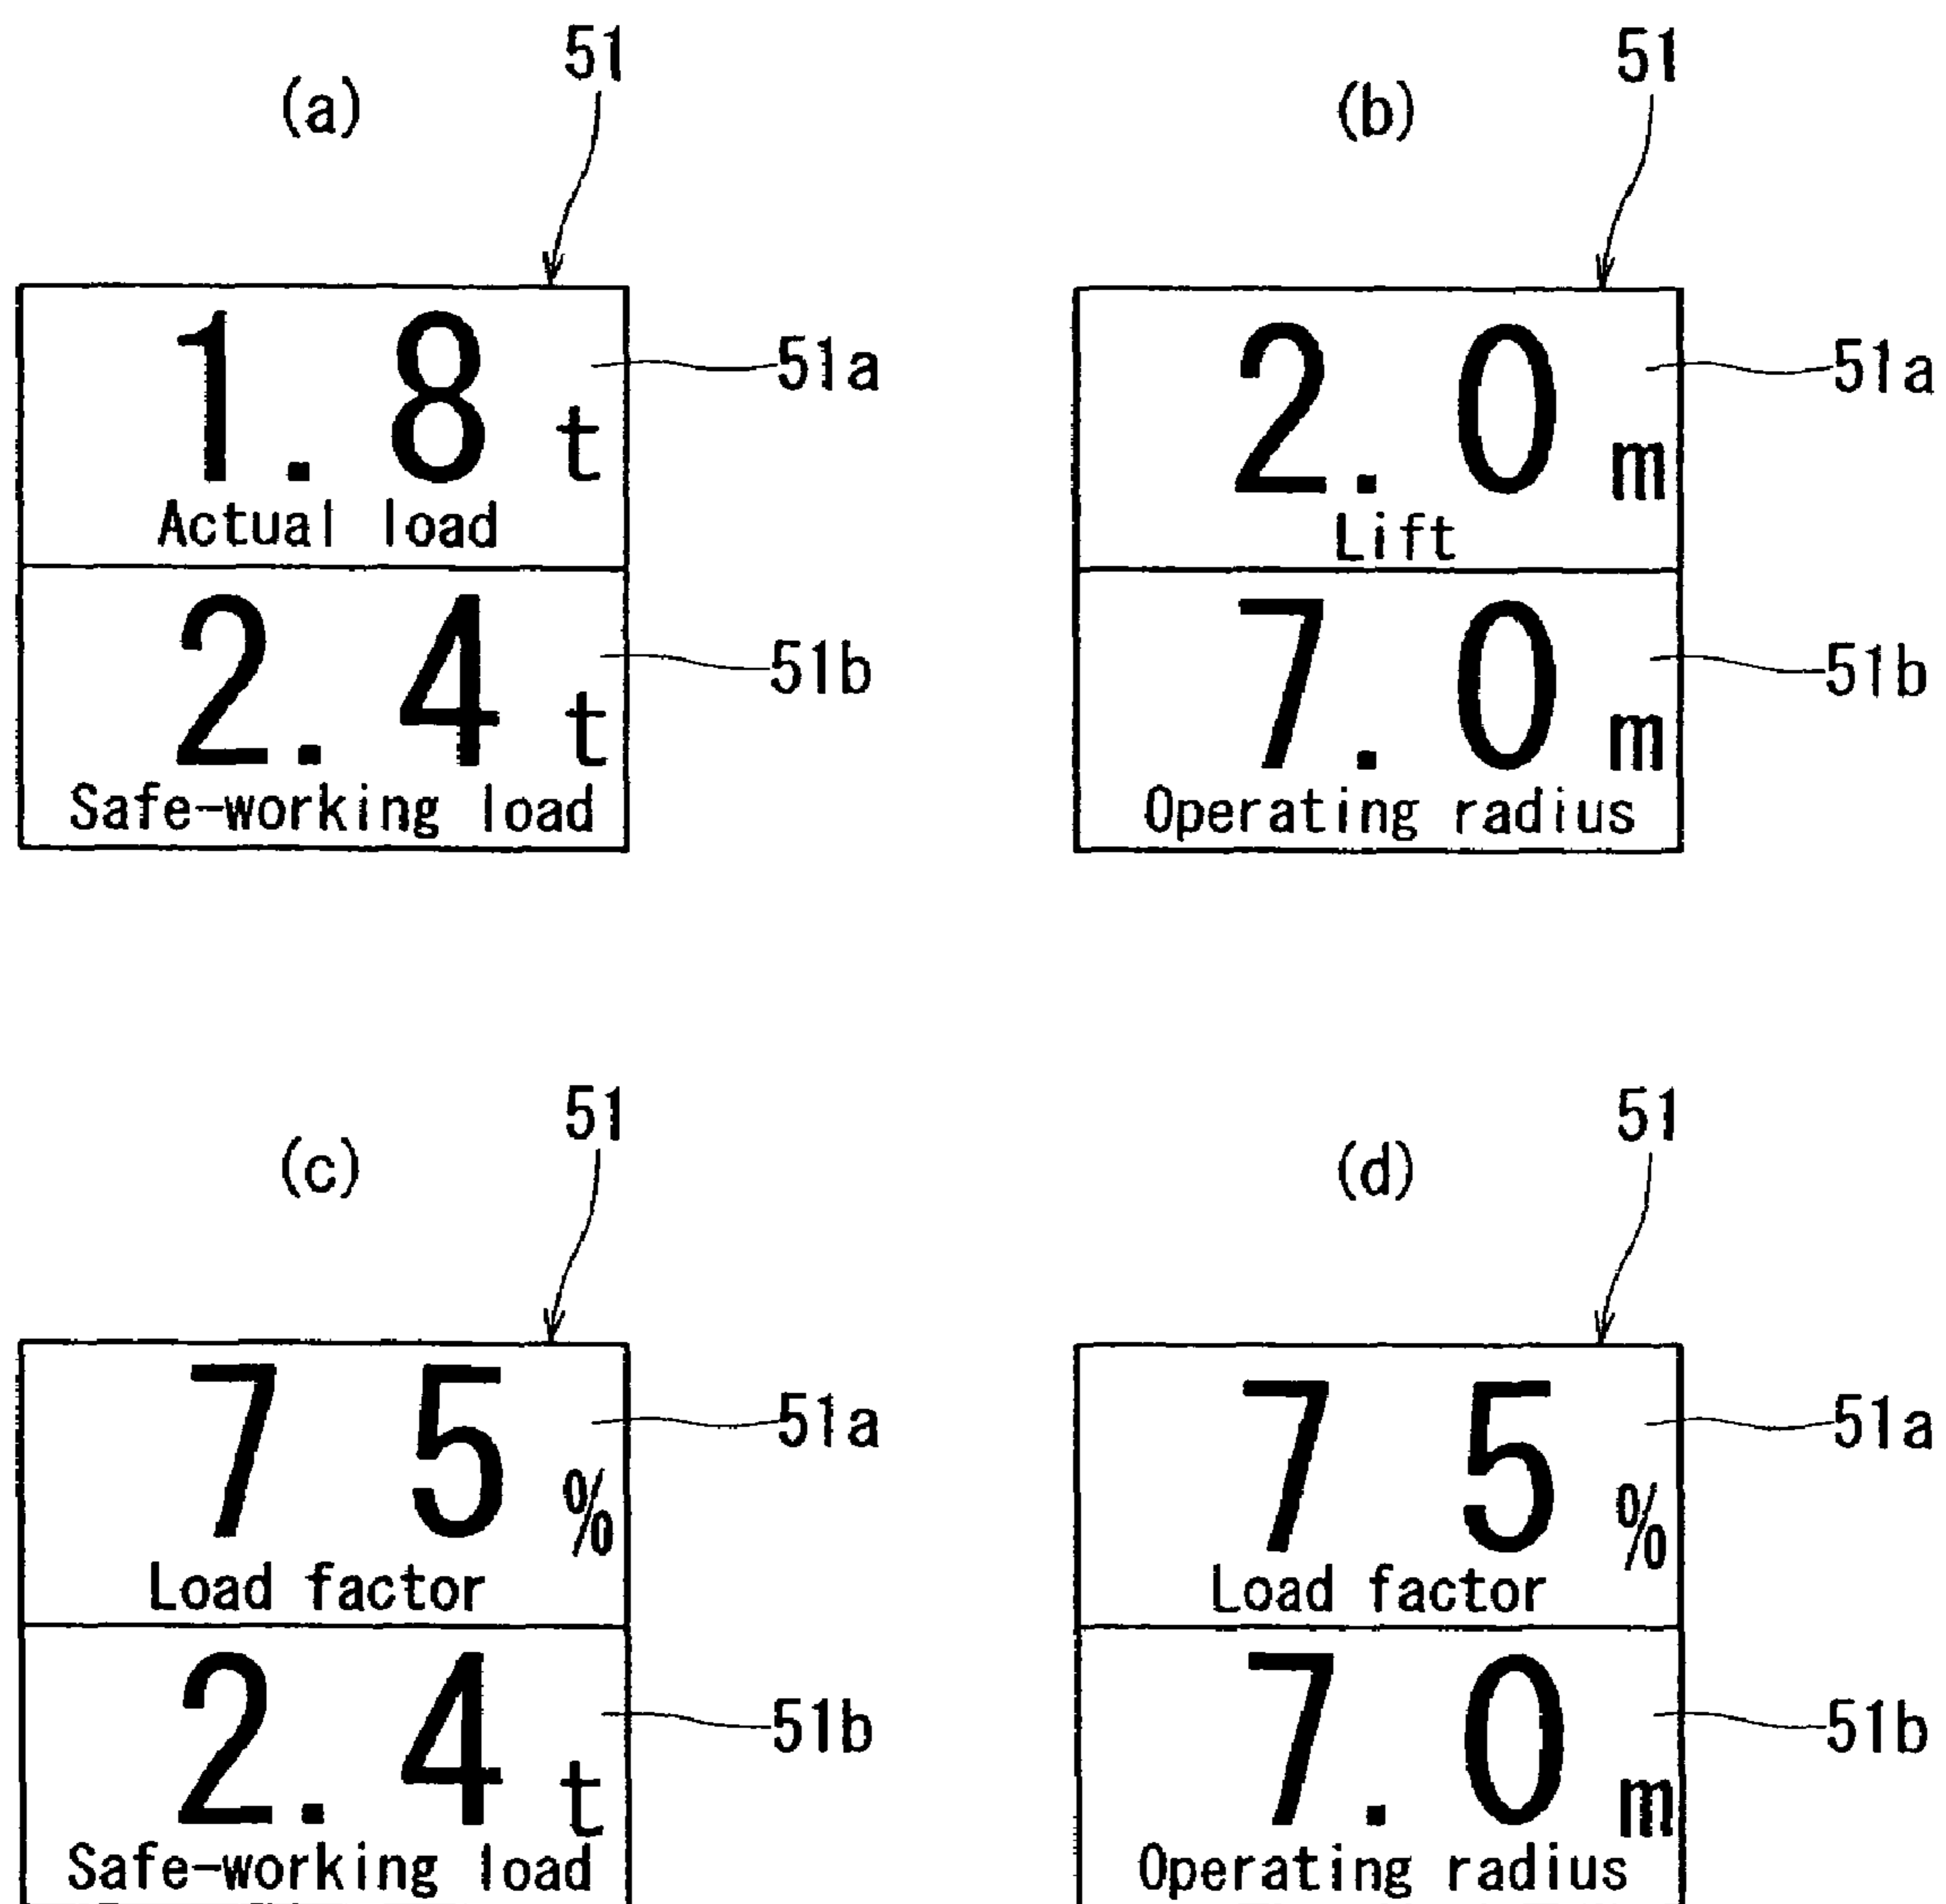 (a)
51
1.8 t
51a
Actual load
2.4 t
51b
Safe-working load
(b)
51
2.0 m
51a
Lift
7.0 m
51b
Operating radius
(c)
51
75 %
51a
Load factor
2.4 t
51b
Safe-working load
(d)
51
75 %
51a
Load factor
7.0 m
51b
Operating radius